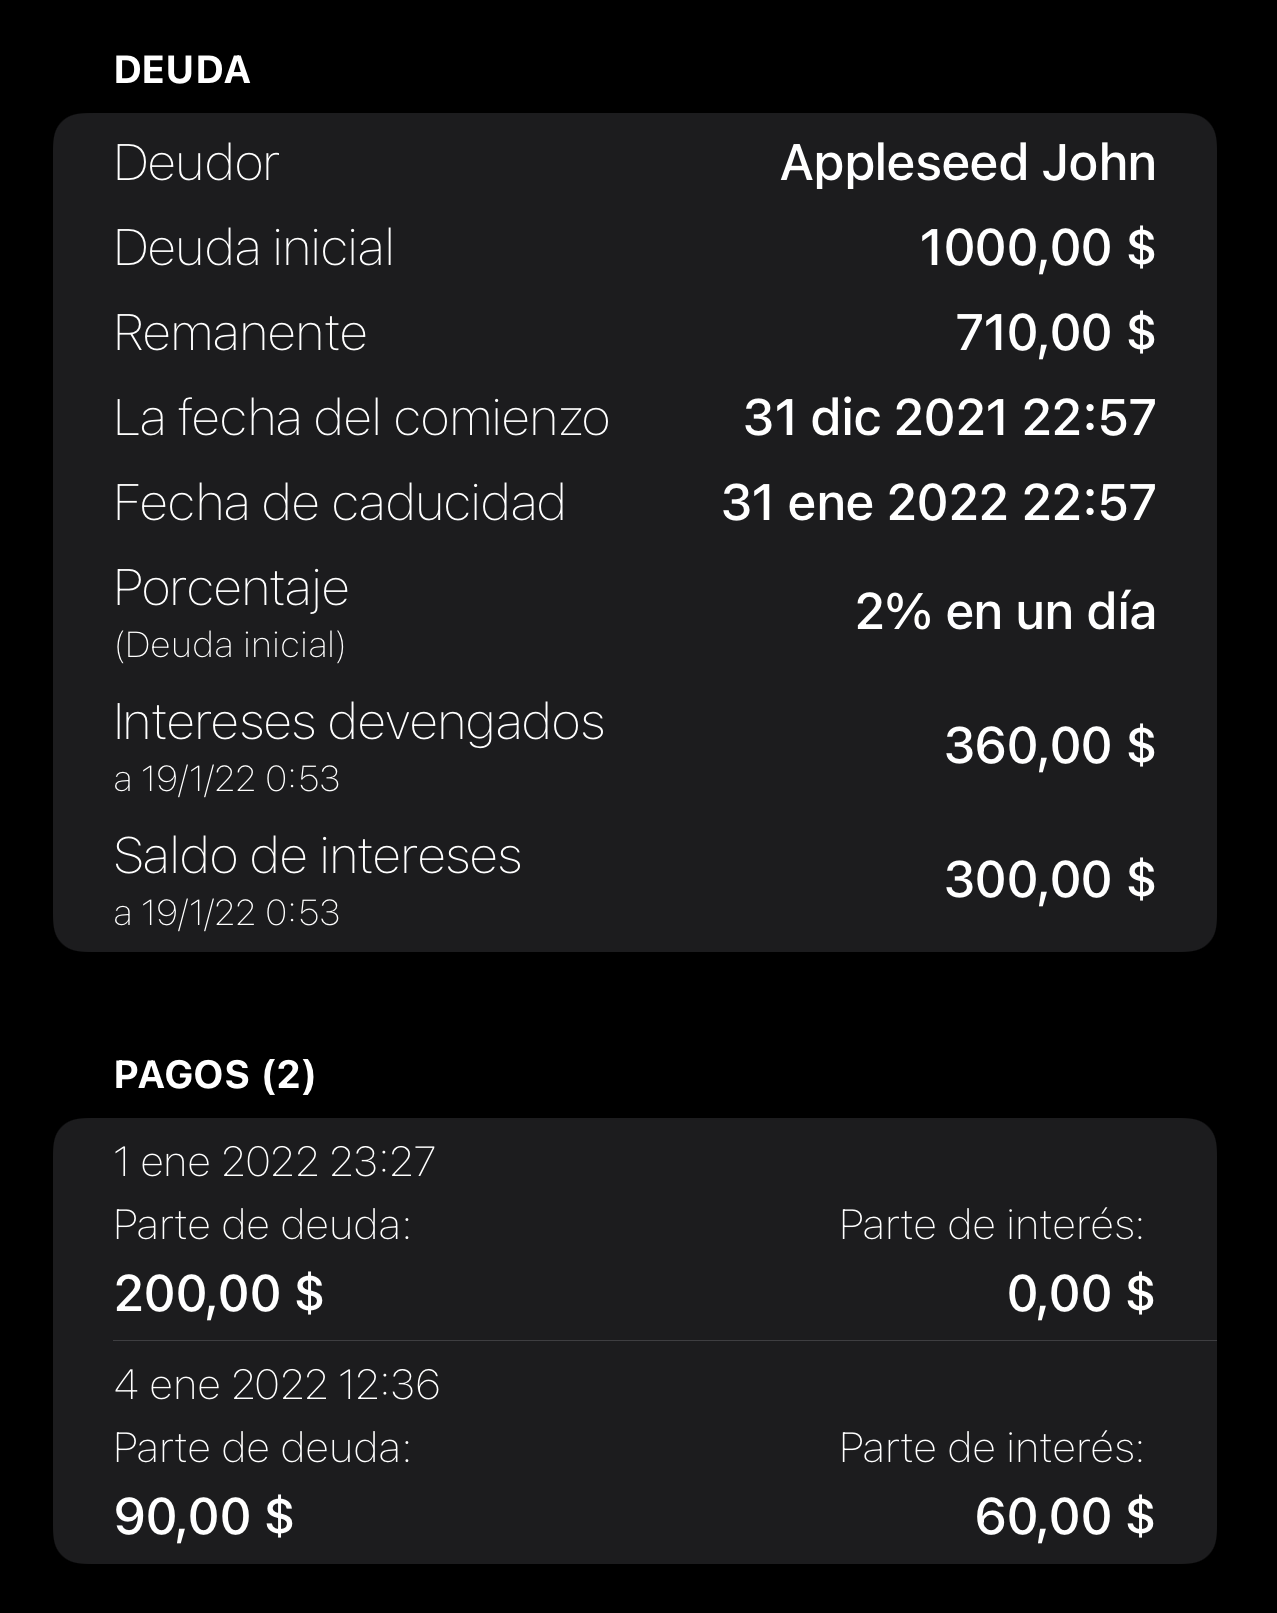 DEUDA
Deudor Appleseed John
Deuda inicial 1000,00 $
Remanente 710,00 $
La fecha del comienzo 31 dic 2021 22:57
Fecha de caducidad 31 ene 2022 22:57
Porcentaje
(Deuda inicial) 2% en un día
Intereses devengados
a 19/1/22 0:53 360,00 $
Saldo de intereses
a 19/1/22 0:53 300,00 $
PAGOS (2)
1 ene 2022 23:27
Parte de deuda: Parte de interés:
200,00 $ 0,00 $
4 ene 2022 12:36
Parte de deuda: Parte de interés:
90,00 $ 60,00 $